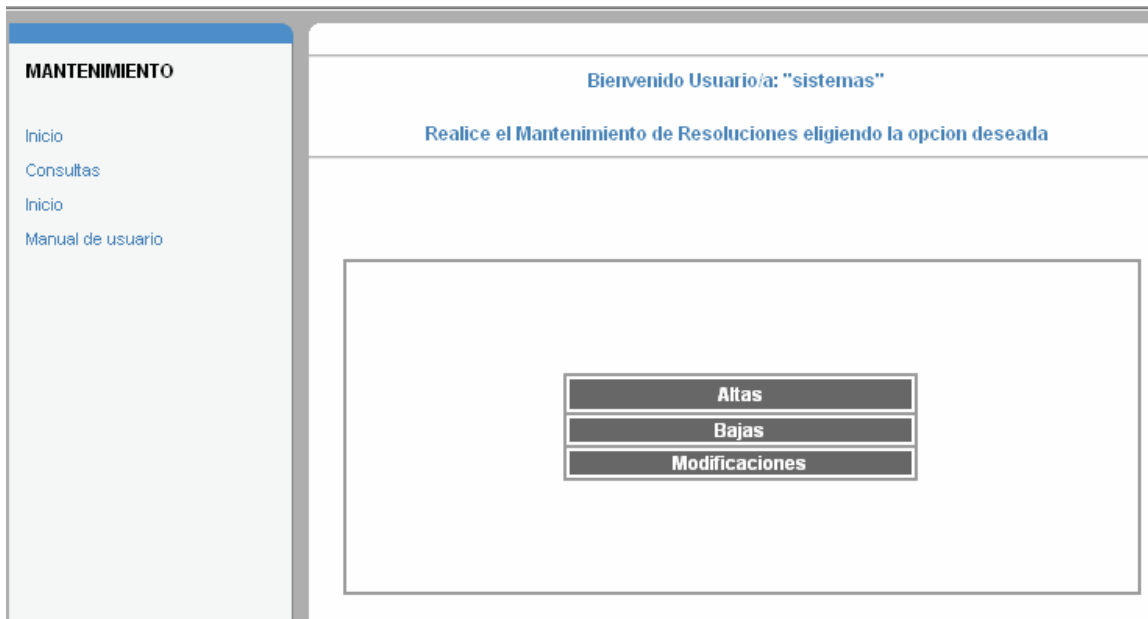 MANTENIMIENTO
Inicio
Consultas
Inicio
Manual de usuario
Bienvenido Usuario/a: "sistemas"
Realice el Mantenimiento de Resoluciones eligiendo la opcion deseada
Altas
Bajas
Modificaciones